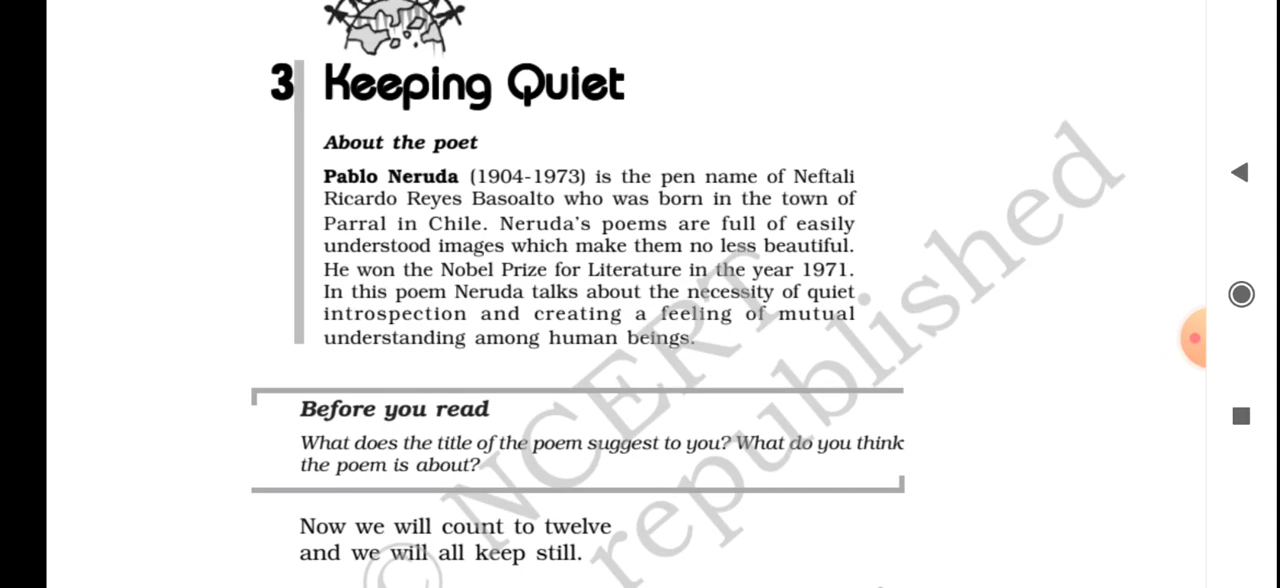 3 Keeping Quiet
About the poet
Pablo Neruda (1904-1973) is the pen name of Neftali
Ricardo Reyes Basoalto who was born in the town of
Parral in Chile. Neruda's poems are full of easily
understood images which make them no less beautiful.
He won the Nobel Prize for Literature in the year 1971.
In this poem Neruda talks about the necessity of quiet
introspection and creating a feeling of mutual
understanding among human beings.
Before you read
What does the title of the poem suggest to you? What do you think
the poem is about?
Now we will count to twelve
and we will all keep still.
© NCERT
republished